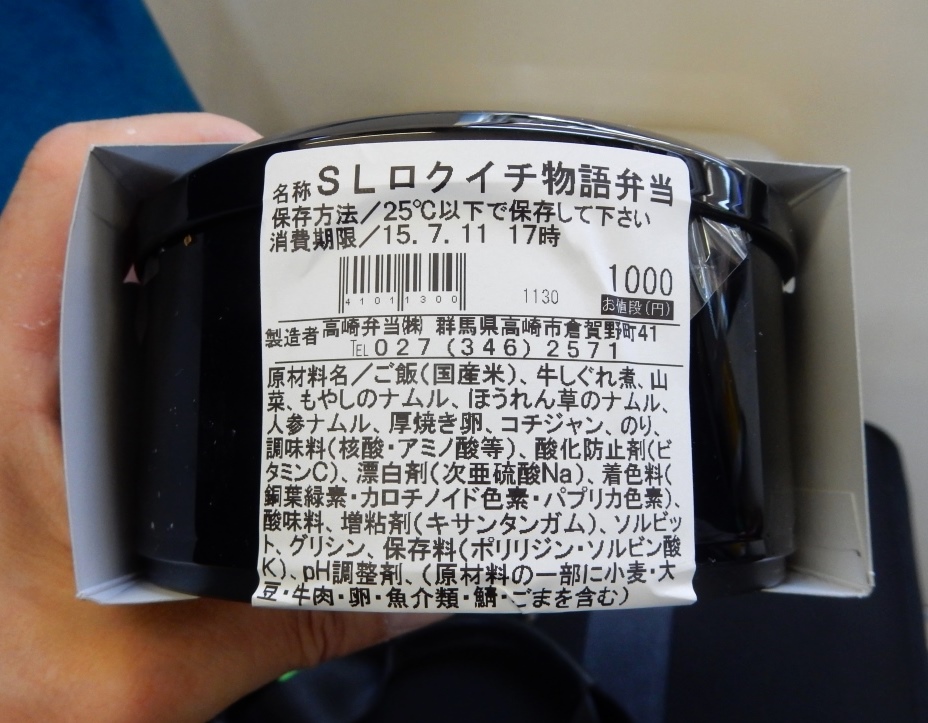 名称 SLロクイチ物語弁当
保存方法/25℃以下で保存して下さい
消費期限/15.7.11 17時
41011300 1130 1000
お値段(円)
製造者 高崎弁当㈱ 群馬県高崎市倉賀野町41
℡027(346)2571
原材料名/ご飯(国産米)、牛しぐれ煮、山
菜、もやしのナムル、ほうれん草のナムル、
人参ナムル、厚焼き卵、コチジャン、のり、
調味料(核酸・アミノ酸等)、酸化防止剤(ビ
タミンC)、漂白剤(次亜硫酸Na)、着色料(
銅葉緑素・カロチノイド色素・パプリカ色素)、
酸味料、増粘剤(キサンタンガム)、ソルビッ
ト、グリシン、保存料(ポリリジン・ソルビン酸
K)、pH調整剤、(原材料の一部に小麦・大
豆・牛肉・卵・魚介類・鯖・ごまを含む)